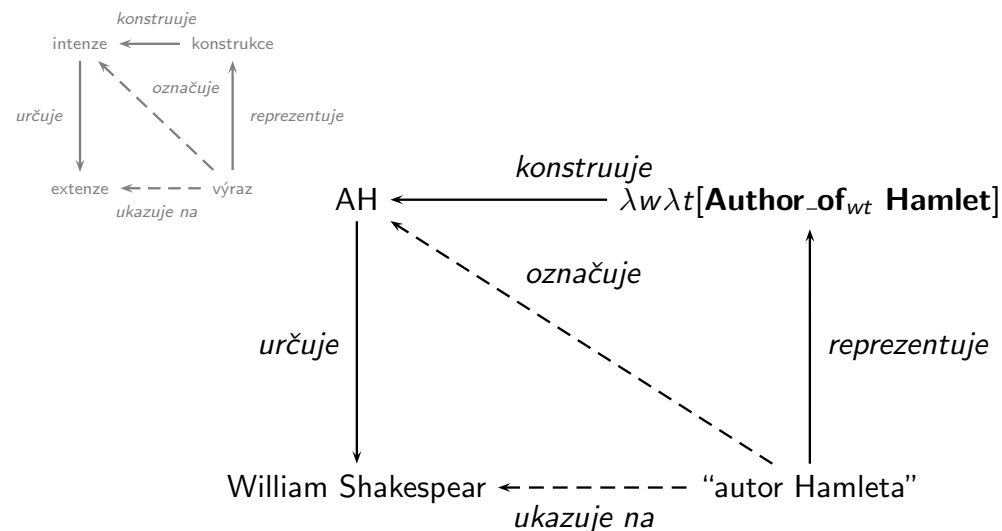 konstruuje
intenze konstrukce
označuje
určuje reprezentuje
extenze výraz
ukazuje na
konstruuje
AH λwλt[Author_of_wt Hamlet]
označuje
určuje reprezentuje
William Shakespear “autor Hamleta”
ukazuje na